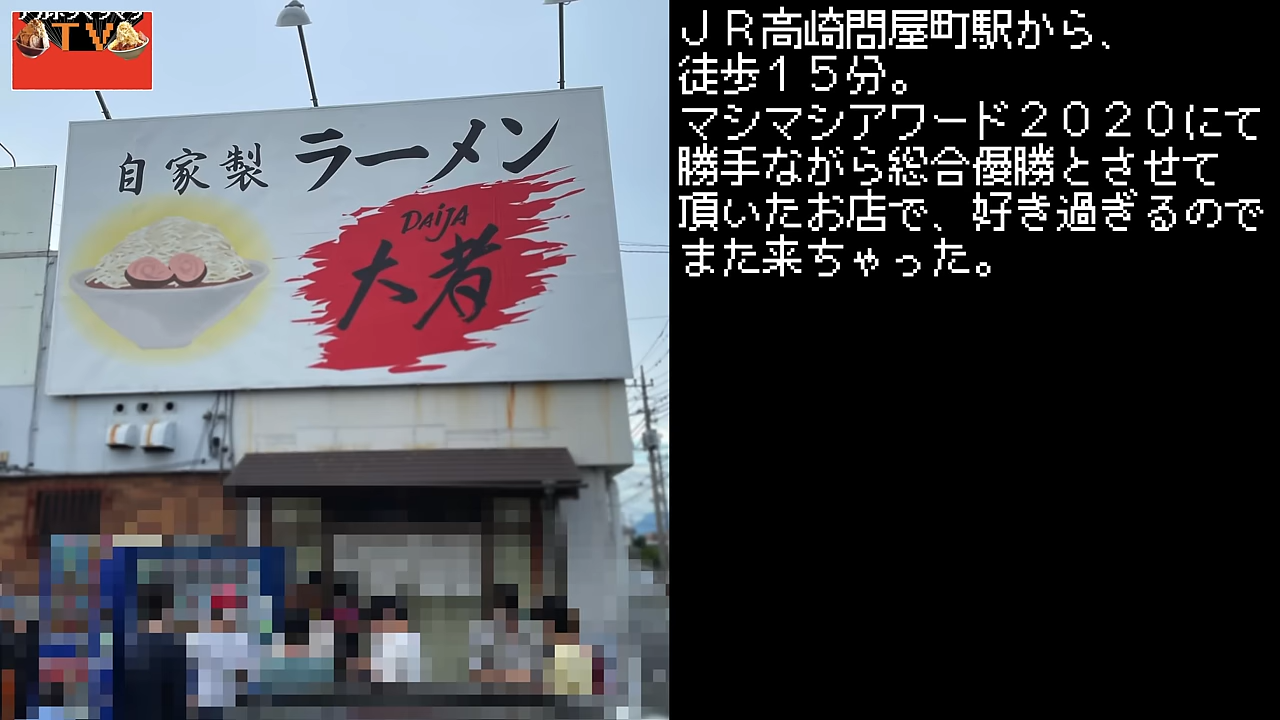 TV
自家製 ラーメン
DAIJA
大者
ＪＲ高崎問屋町駅から、
徒歩１５分。
マシマシアワード２０２０にて
勝手ながら総合優勝とさせて
頂いたお店で、好き過ぎるので
また来ちゃった。